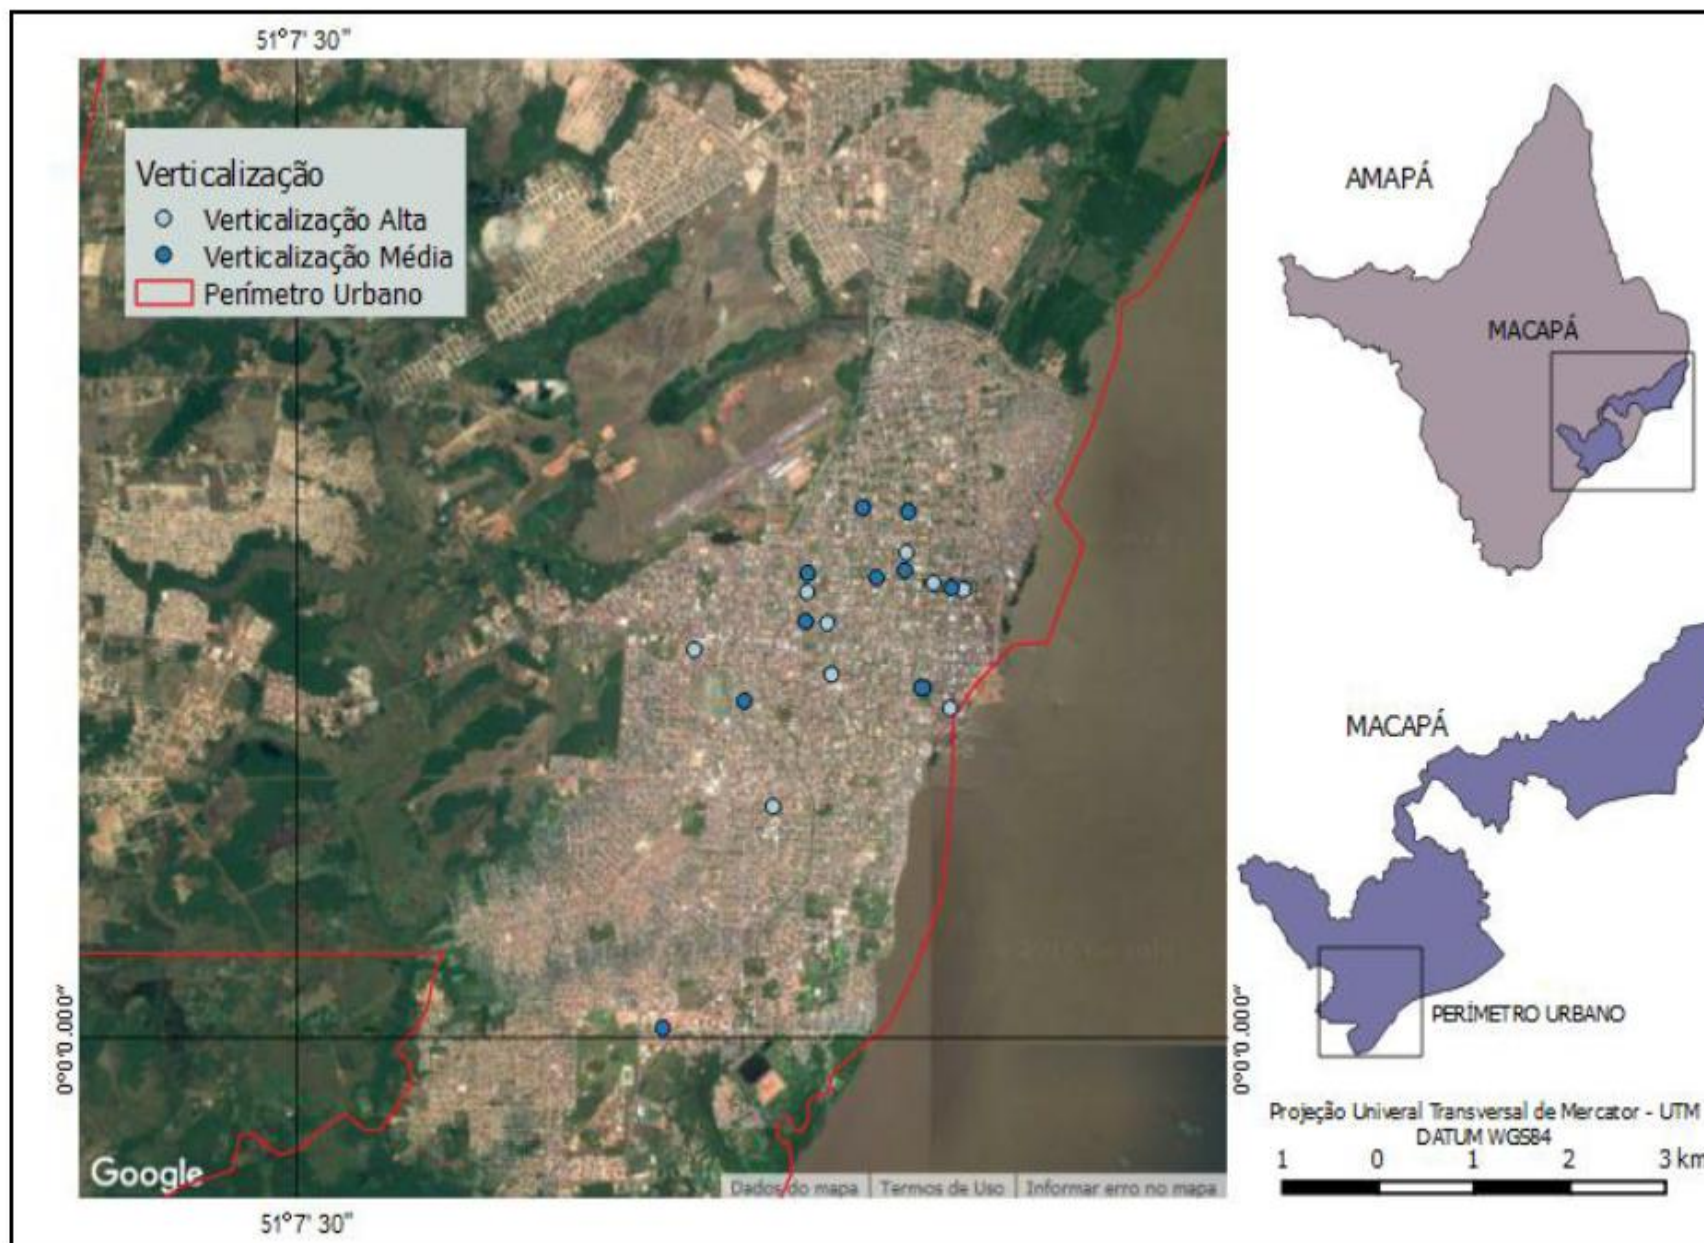 51°7' 30"
Verticalização
Verticalização Alta
Verticalização Média
Perímetro Urbano
AMAPÁ
MACAPÁ
MACAPÁ
0°0'0.000"
0°0'0.000"
PERÍMETRO URBANO
Projeção Univeral Transversal de Mercator - UTM
DATUM WGS84
1 0 1 2 3 km
Google
Dados do mapa Termos de Uso Informar erro no mapa
51°7' 30"